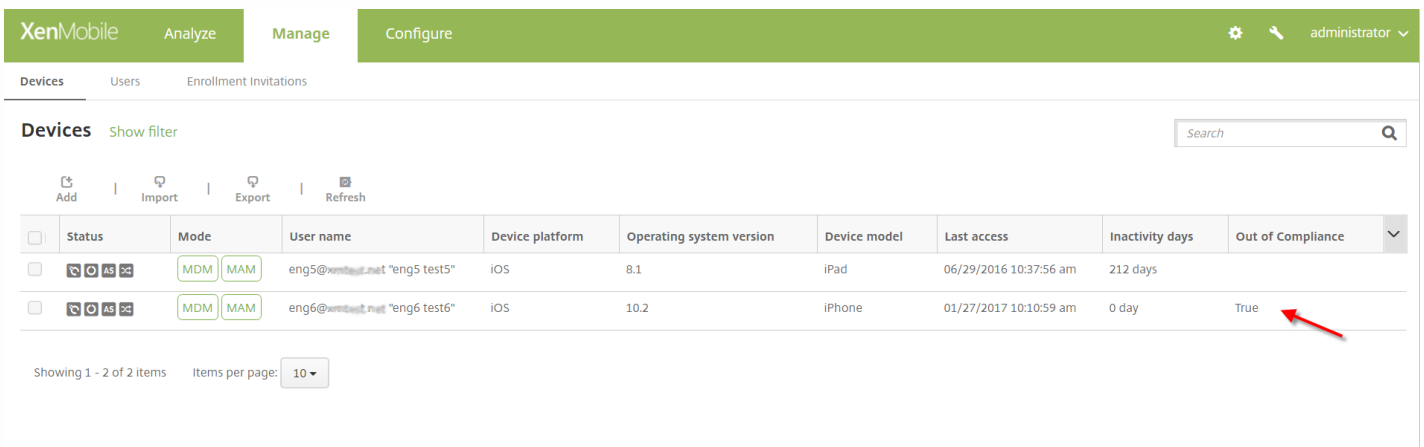 XenMobile Analyze Manage Configure administrator
Devices Users Enrollment Invitations
Devices Show filter Search
Add | Import | Export | Refresh
Status Mode User name Device platform Operating system version Device model Last access Inactivity days Out of Compliance
AS MDM MAM eng5@ "eng5 test5" iOS 8.1 iPad 06/29/2016 10:37:56 am 212 days
AS MDM MAM eng6@ "eng6 test6" iOS 10.2 iPhone 01/27/2017 10:10:59 am 0 day True
Showing 1 - 2 of 2 items Items per page: 10